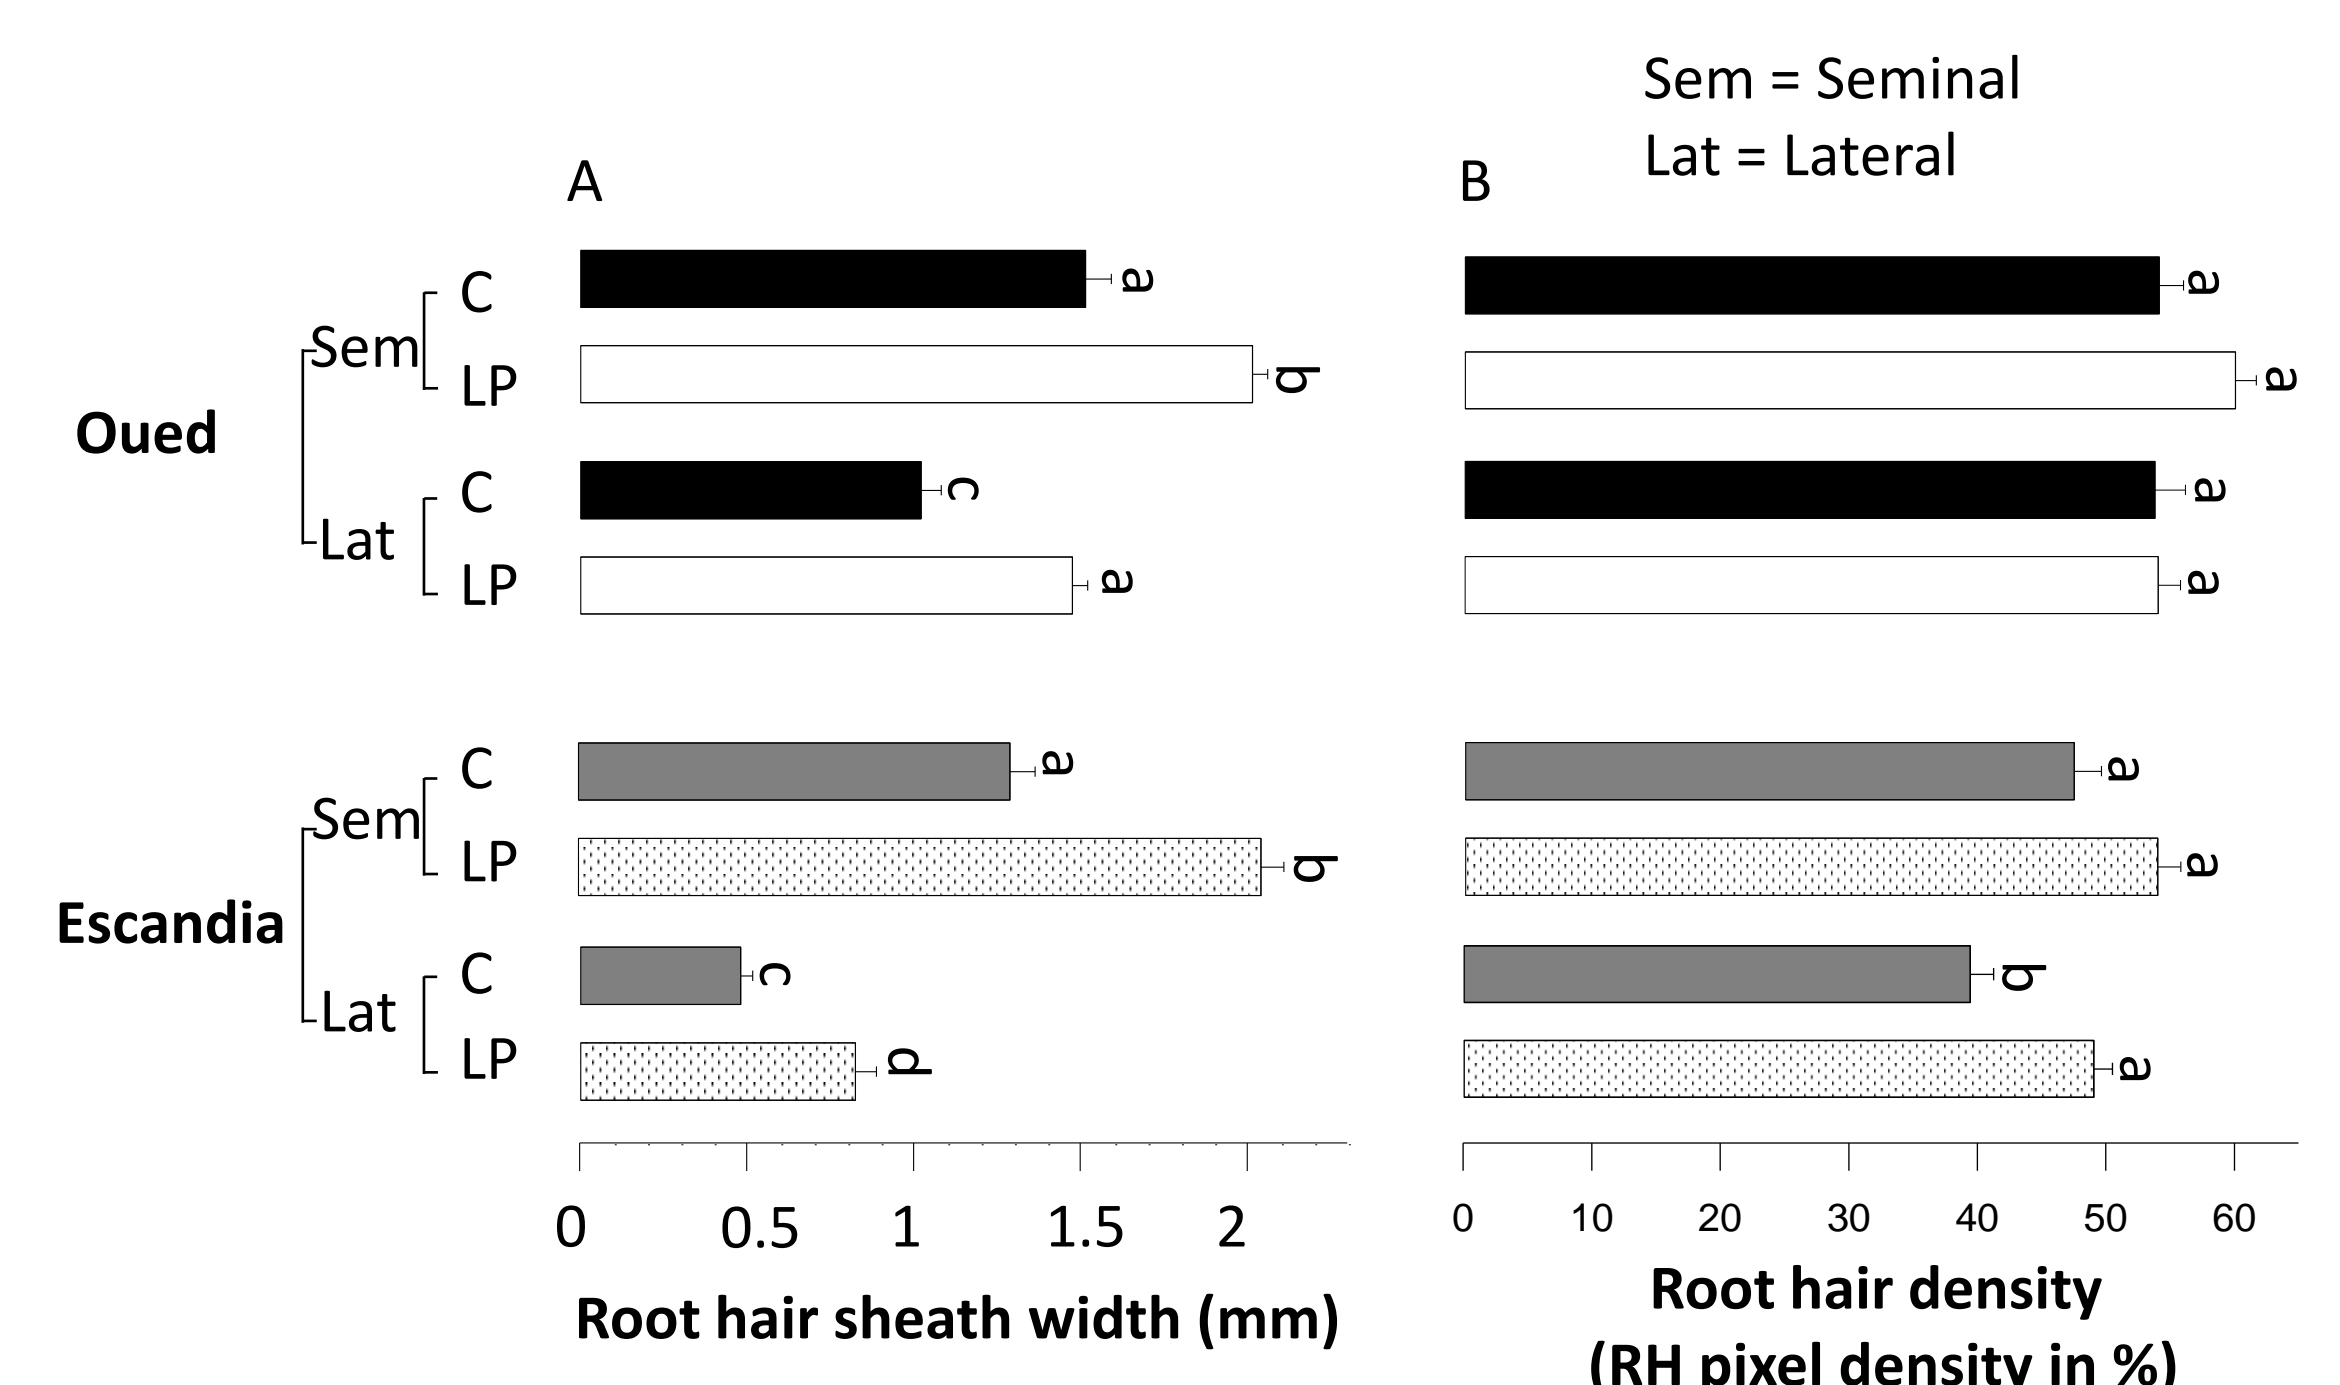 Sem = Seminal
Lat = Lateral
A
B
Oued
Sem
C
a
a
LP
b
a
Lat
C
c
a
LP
a
a
Escandia
Sem
C
a
a
LP
b
a
Lat
C
c
b
LP
d
a
0 0.5 1 1.5 2
0 10 20 30 40 50 60
Root hair sheath width (mm)
Root hair density
(RH pixel density in %)